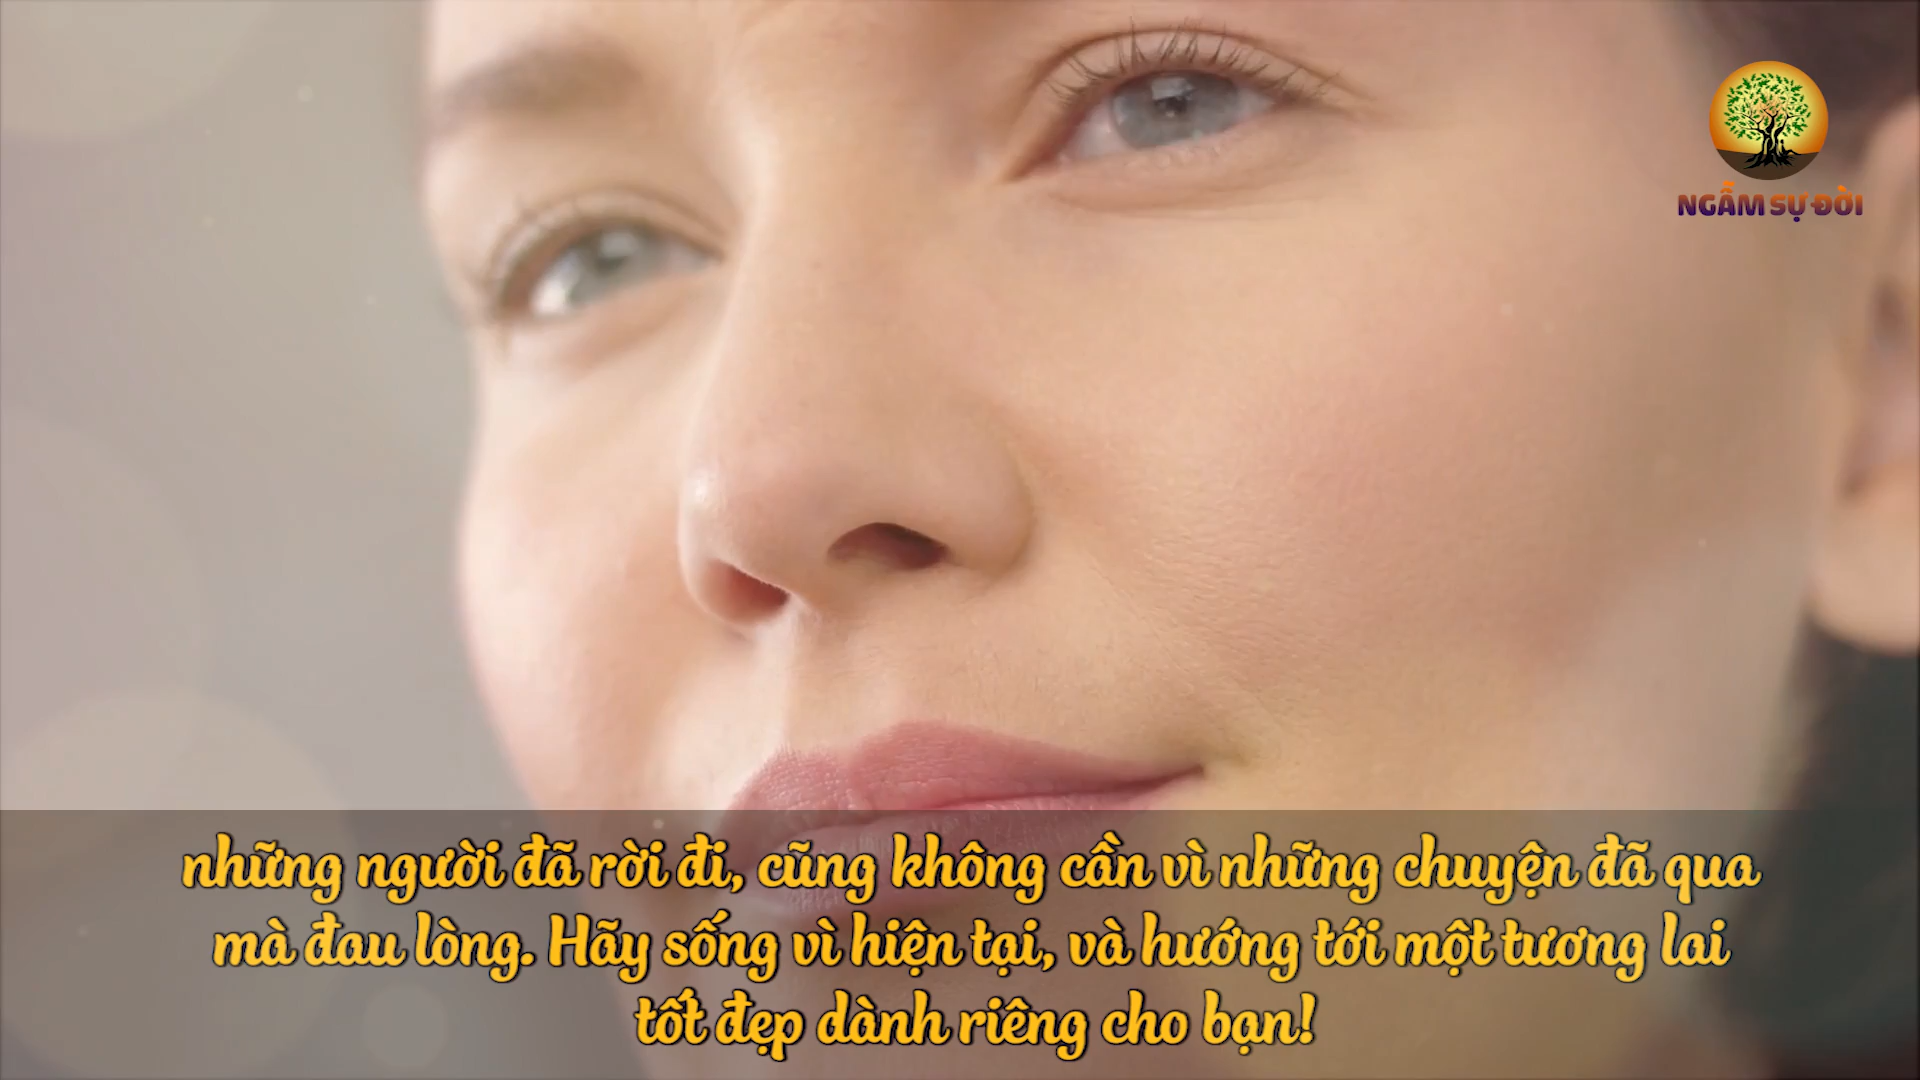 NGẪM SỰ ĐỜI
những người đã rời đi, cũng không cần vì những chuyện đã qua
mà đau lòng. Hãy sống vì hiện tại, và hướng tới một tương lai
tốt đẹp dành riêng cho bạn!